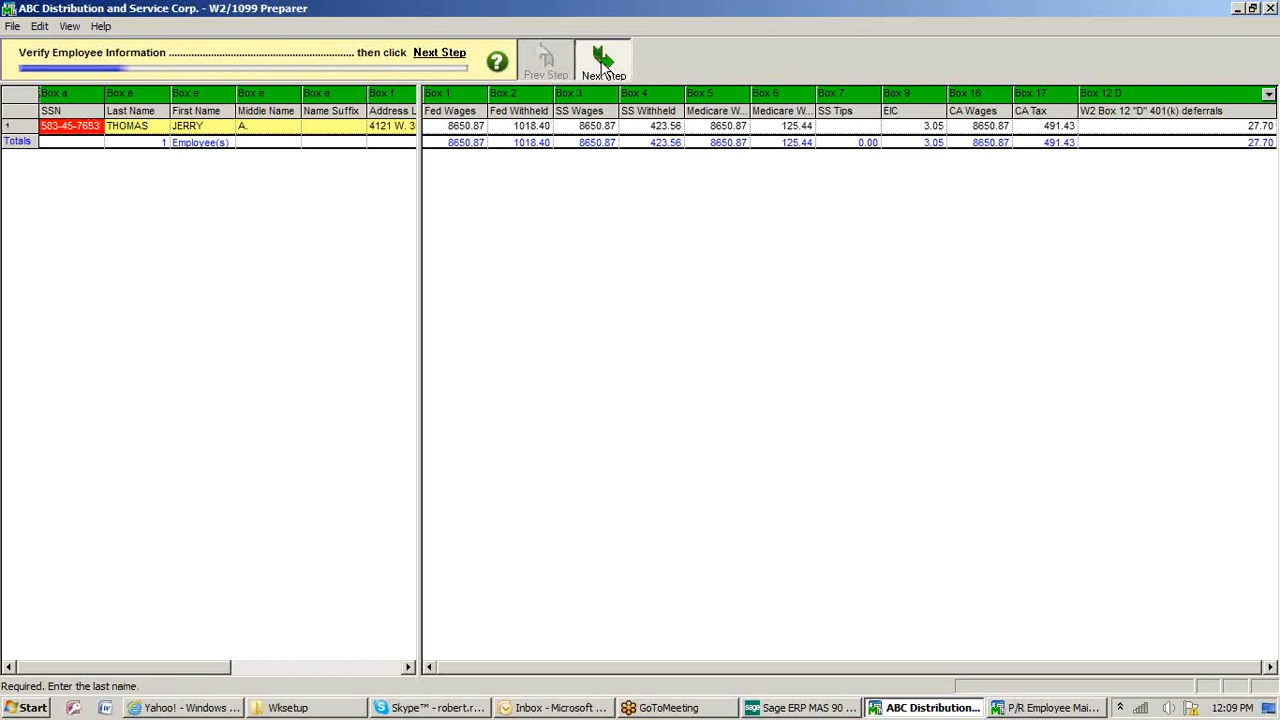 ABC Distribution and Service Corp. - W2/1099 Preparer
File Edit View Help
Verify Employee Information .................................................................. then click Next Step
Prev Step Next Step
Box a Box e Box e Box e Box e Box f Box 1 Box 2 Box 3 Box 4 Box 5 Box 6 Box 7 Box 9 Box 16 Box 17 Box 12 D
SSN Last Name First Name Middle Name Name Suffix Address L Fed Wages Fed Withheld SS Wages SS Withheld Medicare W... Medicare W... SS Tips EIC CA Wages CA Tax W2 Box 12 "D" 401(k) deferrals
1 583-45-7653 THOMAS JERRY A. 4121 W. 3 8650.87 1018.40 8650.87 423.56 8650.87 125.44 3.05 8650.87 491.43 27.70
Totals 1 Employee(s) 8650.87 1018.40 8650.87 423.56 8650.87 125.44 0.00 3.05 8650.87 491.43 27.70
Required. Enter the last name.
Start Yahoo! - Windows ... Wksetup Skype™ - robert.r... Inbox - Microsoft ... GoToMeeting Sage ERP MAS 90 ... ABC Distribution... P/R Employee Mai... 12:09 PM